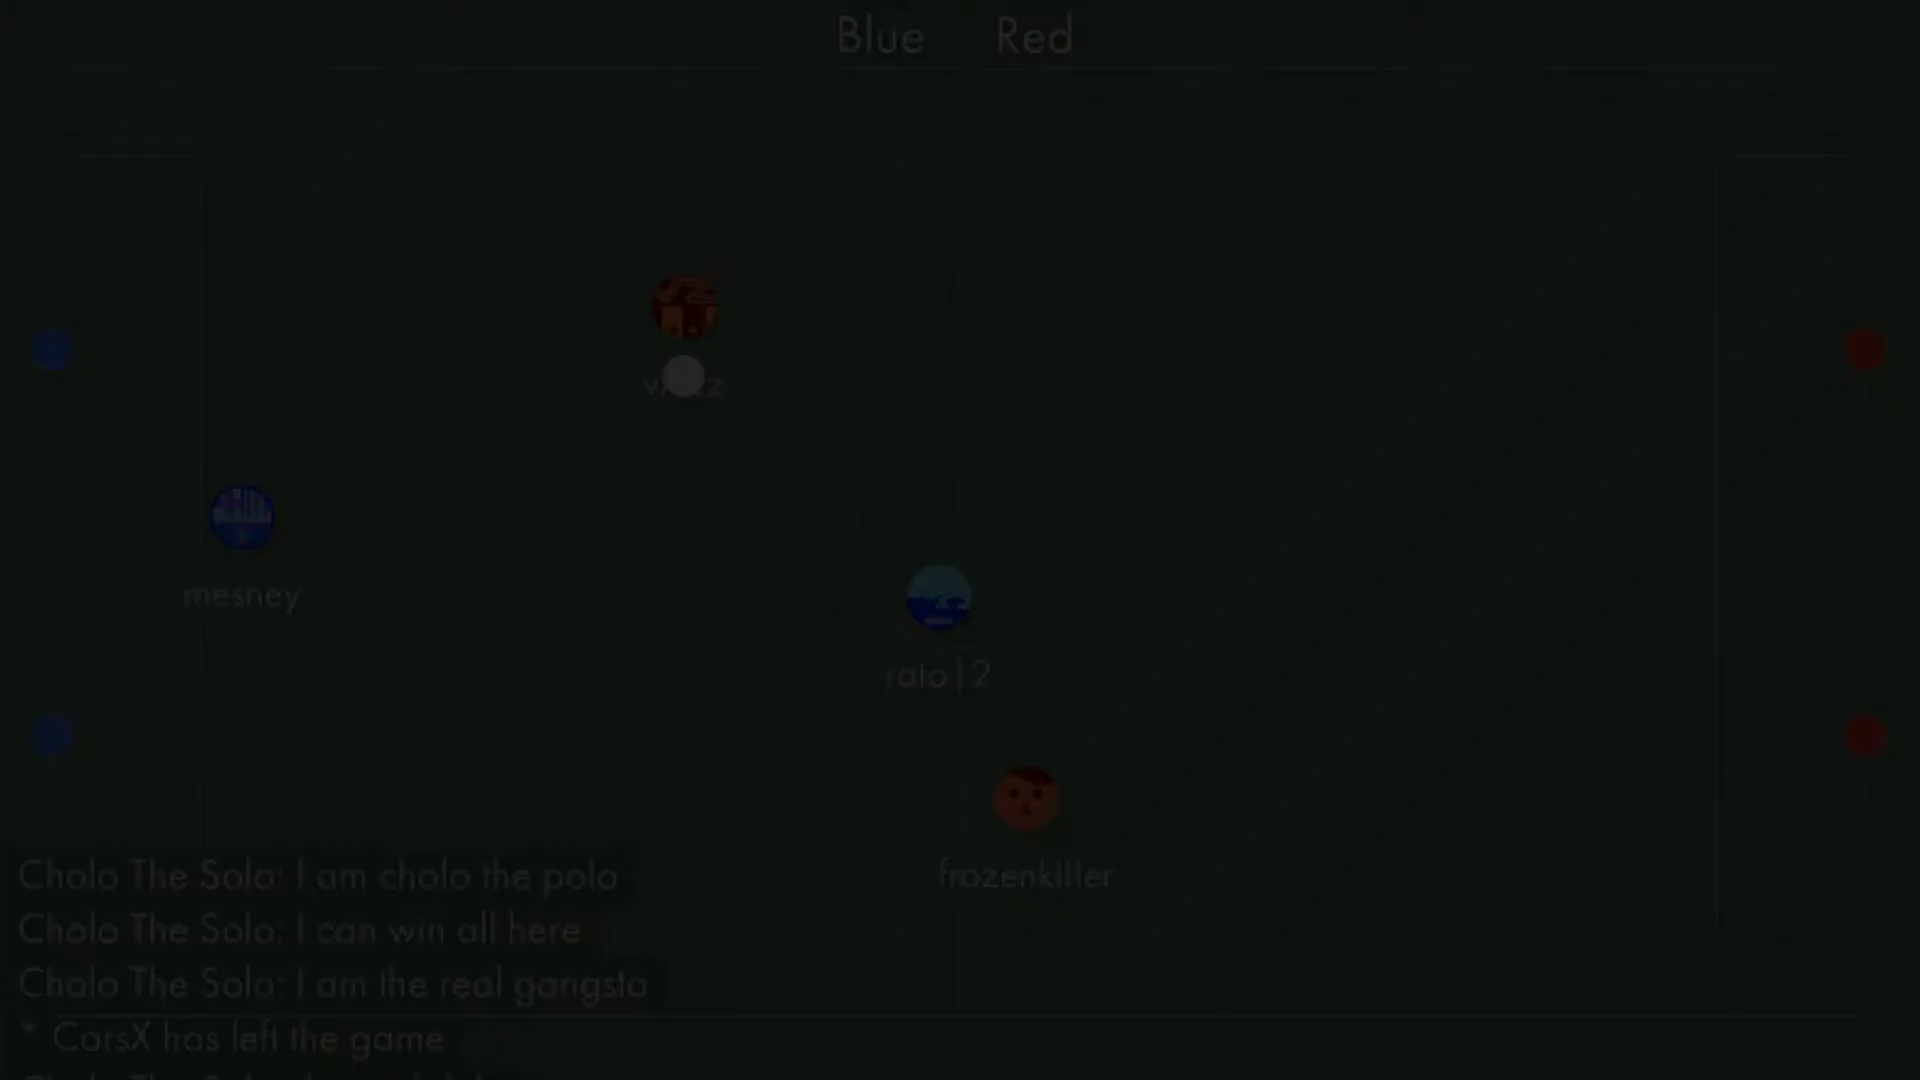 Blue Red
mesney
rato12
frozenkiller
Cholo The Solo: I am cholo the polo
Cholo The Solo: I can win all here
Cholo The Solo: I am the real gangsta
* CorsX has left the game